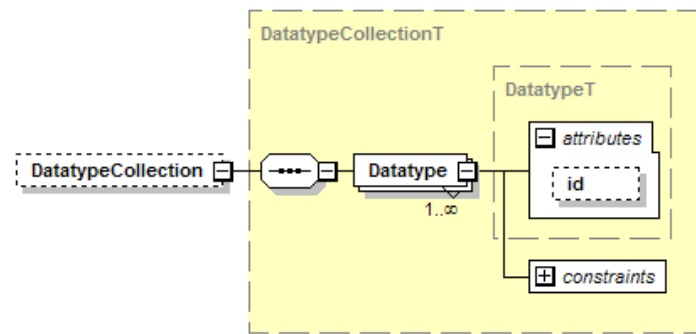 DatatypeCollectionT
DatatypeT
attributes
DatatypeCollection
Datatype
id
1..∞
constraints